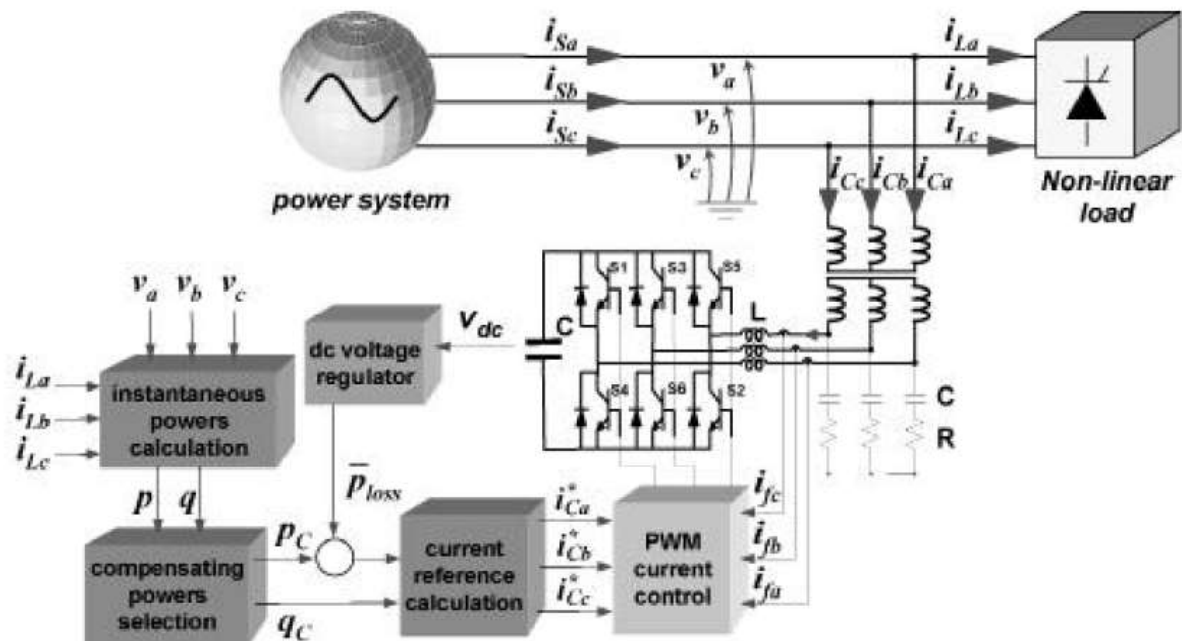 i_Sa
i_La
v_a
i_Sb
i_Lb
v_b
i_Sc
i_Lc
v_c
i_Cc i_Cb i_Ca
power system
Non-linear
load
S1 S3 S5
v_a v_b v_c
V_dc
C
L
dc voltage
regulator
i_La
i_Lb
i_Lc
instantaneous
powers
calculation
S4 S6 S2
C
R
p q
p̅_loss
i*_Ca
i*_Cb
i*_Cc
i_fc
i_fb
i_fa
p_C
q_C
compensating
powers
selection
current
reference
calculation
PWM
current
control